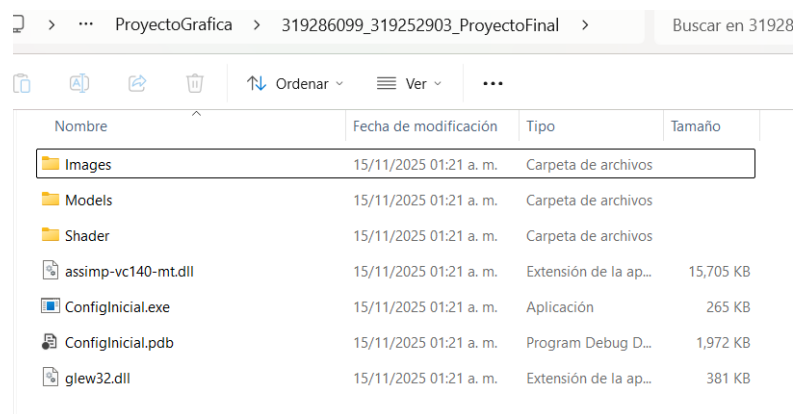 ProyectoGrafica > 319286099_319252903_ProyectoFinal > Buscar en 31928
Ordenar Ver
Nombre Fecha de modificación Tipo Tamaño
Images 15/11/2025 01:21 a. m. Carpeta de archivos
Models 15/11/2025 01:21 a. m. Carpeta de archivos
Shader 15/11/2025 01:21 a. m. Carpeta de archivos
assimp-vc140-mt.dll 15/11/2025 01:21 a. m. Extensión de la ap... 15,705 KB
ConfigInicial.exe 15/11/2025 01:21 a. m. Aplicación 265 KB
ConfigInicial.pdb 15/11/2025 01:21 a. m. Program Debug D... 1,972 KB
glew32.dll 15/11/2025 01:21 a. m. Extensión de la ap... 381 KB